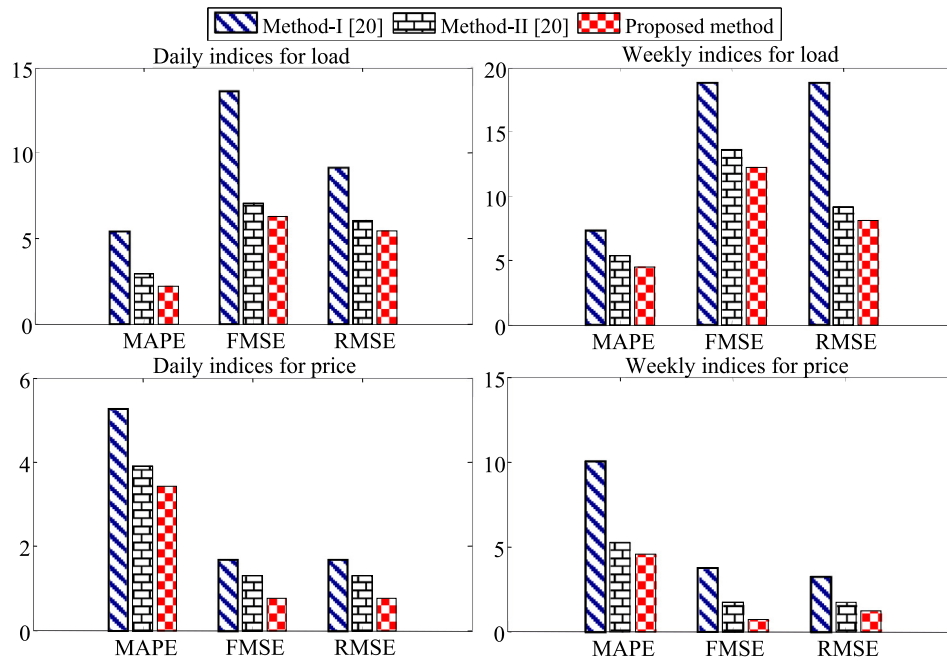 Method-I [20] Method-II [20] Proposed method
Daily indices for load
15
10
5
0
MAPE FMSE RMSE
Weekly indices for load
20
15
10
5
0
MAPE FMSE RMSE
Daily indices for price
6
4
2
0
MAPE FMSE RMSE
Weekly indices for price
15
10
5
0
MAPE FMSE RMSE